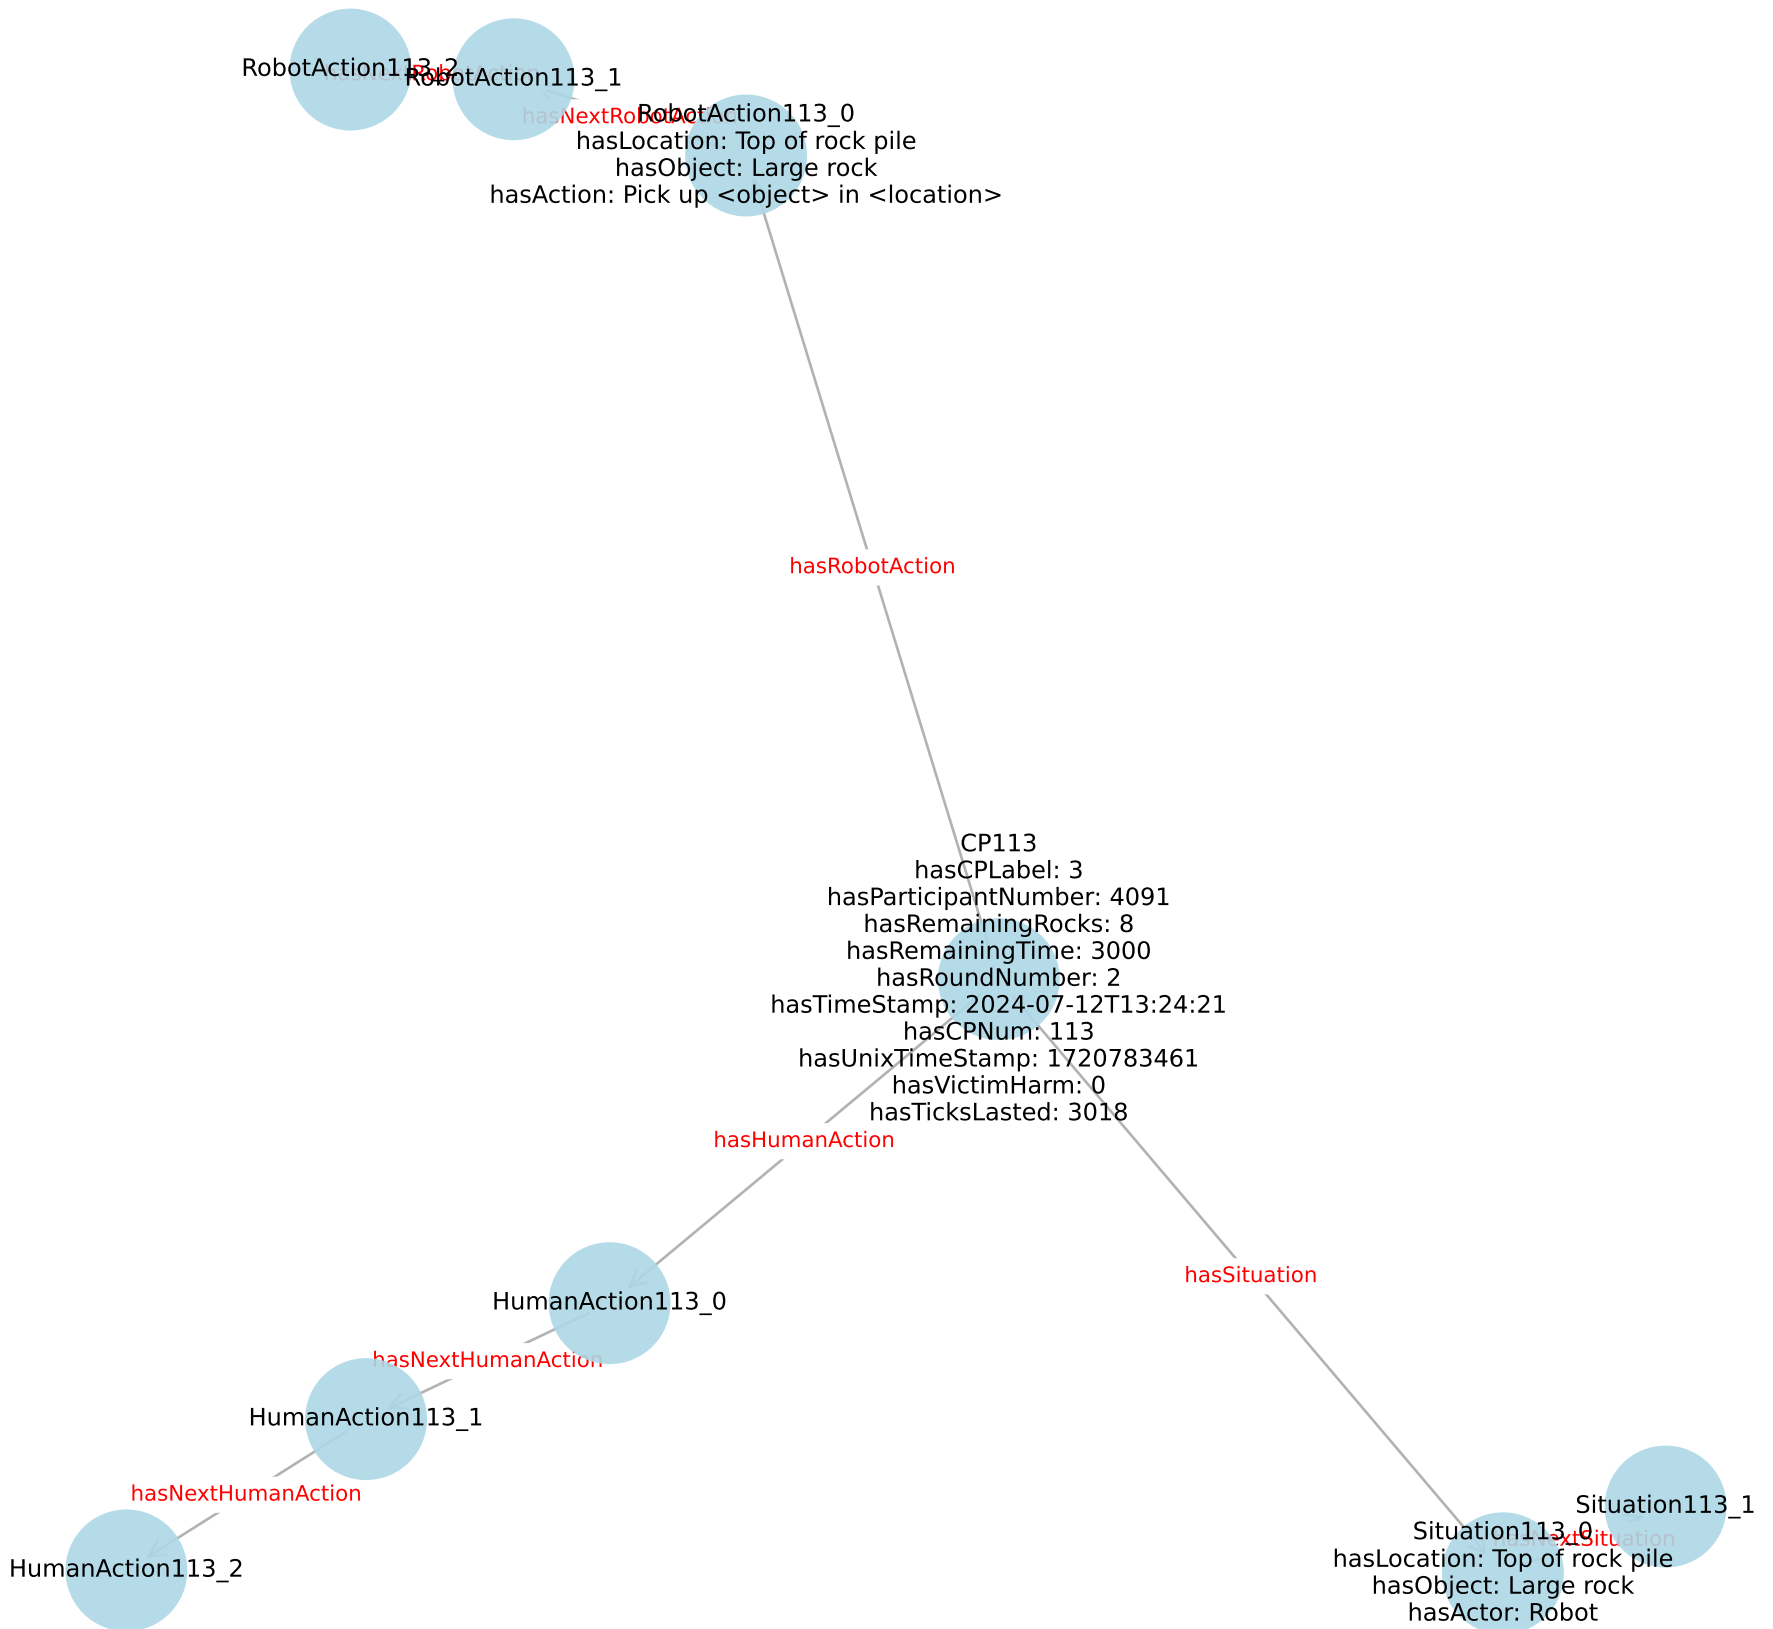 RobotAction113_2
hasNextRobotAction
RobotAction113_1
hasNextRobotAction
RobotAction113_0
hasLocation: Top of rock pile
hasObject: Large rock
hasAction: Pick up <object> in <location>
hasRobotAction
CP113
hasCPLabel: 3
hasParticipantNumber: 4091
hasRemainingRocks: 8
hasRemainingTime: 3000
hasRoundNumber: 2
hasTimeStamp: 2024-07-12T13:24:21
hasCPNum: 113
hasUnixTimeStamp: 1720783461
hasVictimHarm: 0
hasTicksLasted: 3018
hasHumanAction
hasSituation
HumanAction113_0
hasNextHumanAction
HumanAction113_1
hasNextHumanAction
HumanAction113_2
Situation113_1
hasNextSituation
Situation113_0
hasLocation: Top of rock pile
hasObject: Large rock
hasActor: Robot